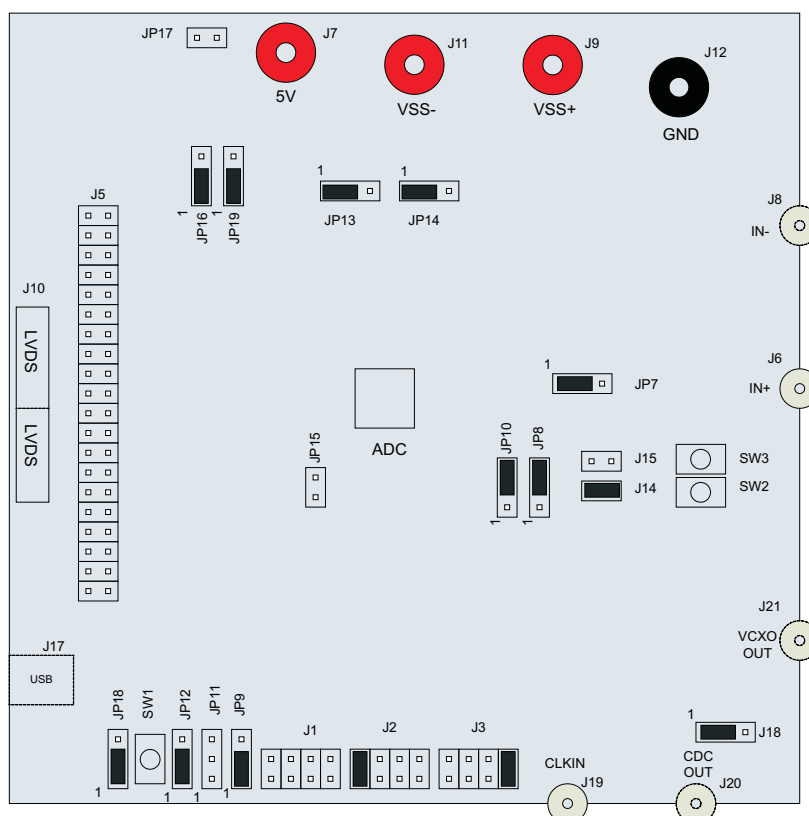 JP17
J7
5V
J11
VSS-
J9
VSS+
J12
GND
J5
1
JP16
1
JP19
1
JP13
1
JP14
J8
IN-
J10
LVDS
LVDS
ADC
J6
IN+
1
JP7
JP15
JP10
1
JP8
1
J15
J14
SW3
SW2
J21
VCXO
OUT
J17
USB
JP18
1
SW1
JP12
1
JP11
1
JP9
1
J1
J2
J3
CLKIN
J19
1
J18
CDC
OUT
J20